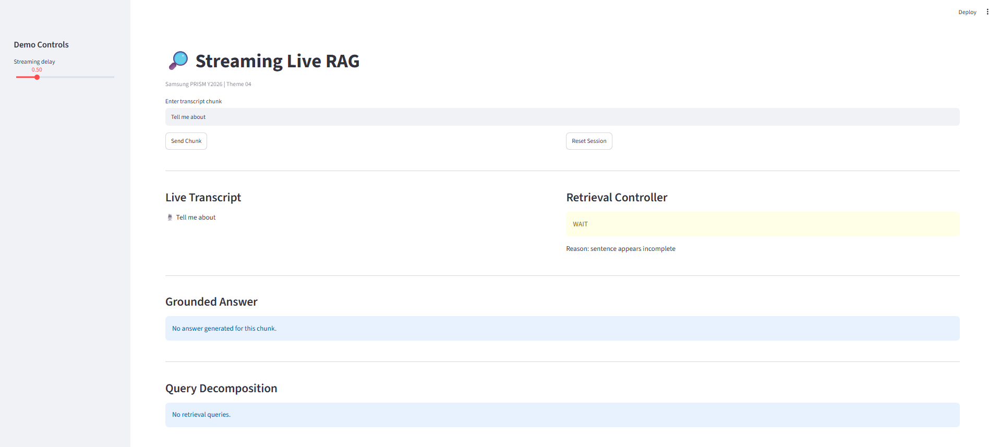 Deploy
Demo Controls
Streaming delay
0.50
Streaming Live RAG
Samsung PRISM Y2026 | Theme 04
Enter transcript chunk
Tell me about
Send Chunk
Reset Session
Live Transcript
Tell me about
Retrieval Controller
WAIT
Reason: sentence appears incomplete
Grounded Answer
No answer generated for this chunk.
Query Decomposition
No retrieval queries.